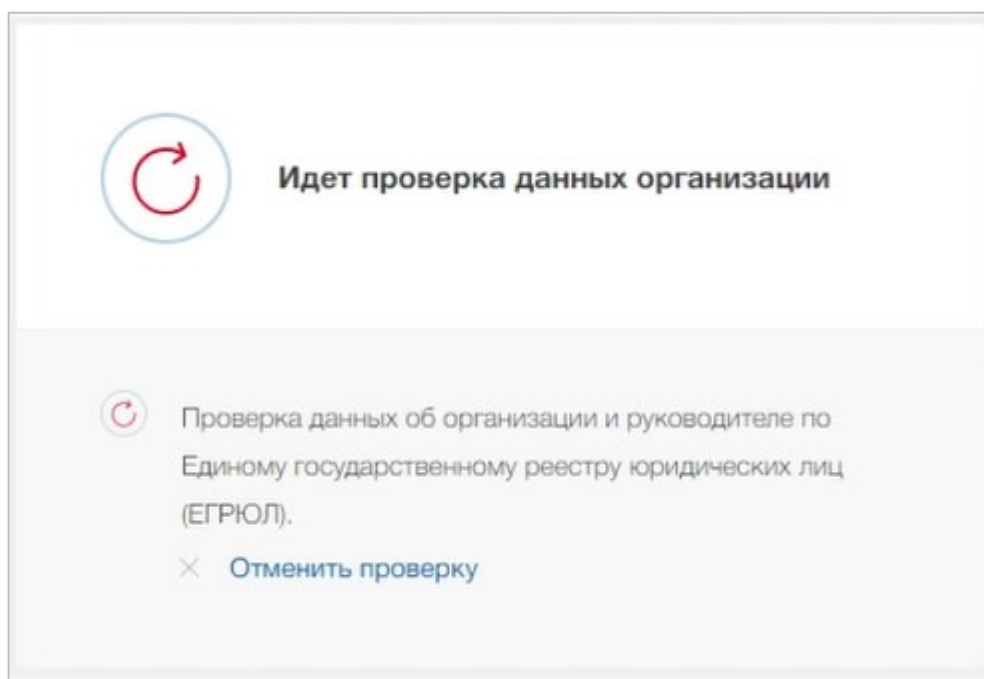 Идет проверка данных организации
Проверка данных об организации и руководителе по
Единому государственному реестру юридических лиц
(ЕГРЮЛ).
Отменить проверку